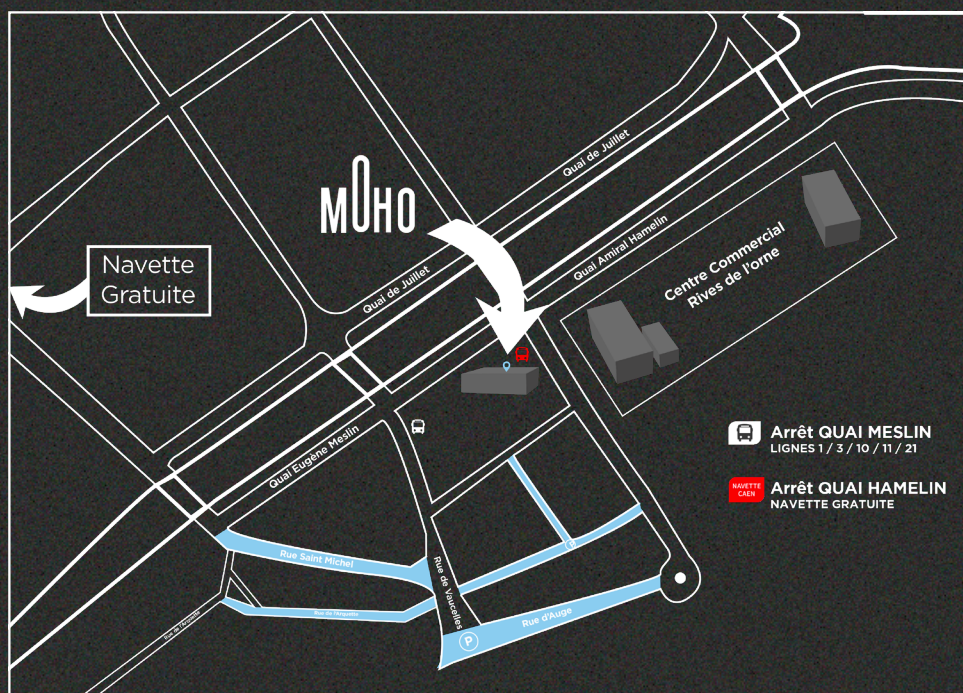 Quai de Juillet
MOHO
Quai Amiral Hamelin
Centre Commercial
Rives de l'orne
Navette
Gratuite
Quai de Juillet
Arrêt QUAI MESLIN
LIGNES 1 / 3 / 10 / 11 / 21
Quai Eugène Meslin
NAVETTE
CAEN
Arrêt QUAI HAMELIN
NAVETTE GRATUITE
Rue Saint Michel
Rue de Vaucelles
Rue d'Auge
P